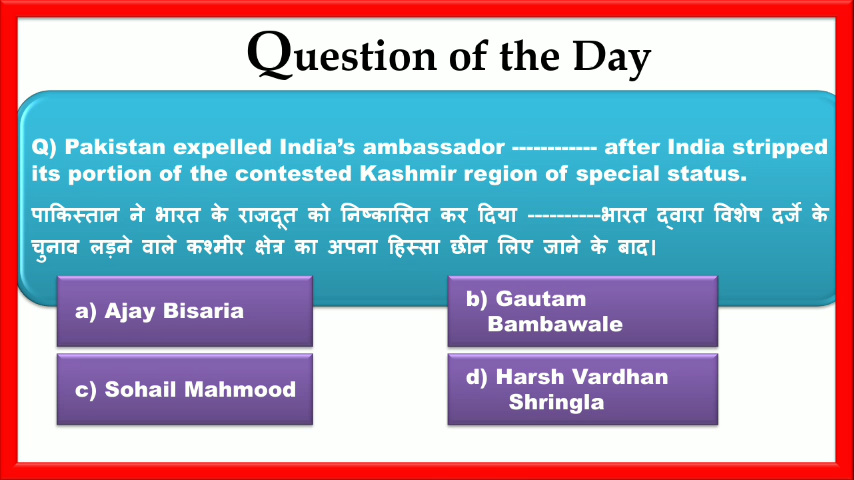 Question of the Day
Q) Pakistan expelled India’s ambassador ------------ after India stripped
its portion of the contested Kashmir region of special status.
पाकिस्तान ने भारत के राजदूत को निष्कासित कर दिया ----------भारत द्वारा विशेष दर्जे के
चुनाव लड़ने वाले कश्मीर क्षेत्र का अपना हिस्सा छीन लिए जाने के बाद।
a) Ajay Bisaria
b) Gautam
Bambawale
c) Sohail Mahmood
d) Harsh Vardhan
Shringla